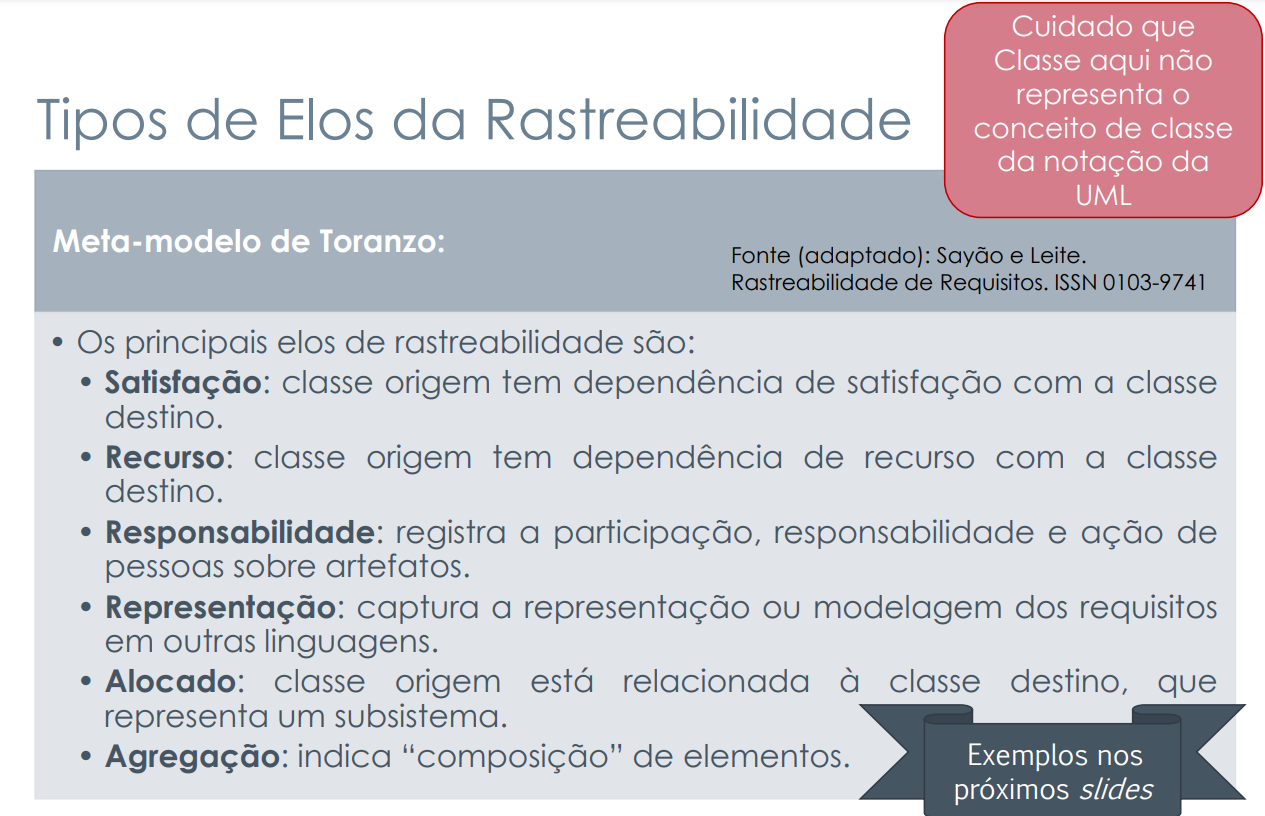 Cuidado que
Classe aqui não
representa o
conceito de classe
da notação da
UML
Tipos de Elos da Rastreabilidade
Meta-modelo de Toranzo:
Fonte (adaptado): Sayão e Leite.
Rastreabilidade de Requisitos. ISSN 0103-9741
• Os principais elos de rastreabilidade são:
• Satisfação: classe origem tem dependência de satisfação com a classe
destino.
• Recurso: classe origem tem dependência de recurso com a classe
destino.
• Responsabilidade: registra a participação, responsabilidade e ação de
pessoas sobre artefatos.
• Representação: captura a representação ou modelagem dos requisitos
em outras linguagens.
• Alocado: classe origem está relacionada à classe destino, que
representa um subsistema.
• Agregação: indica “composição” de elementos.
Exemplos nos
próximos slides